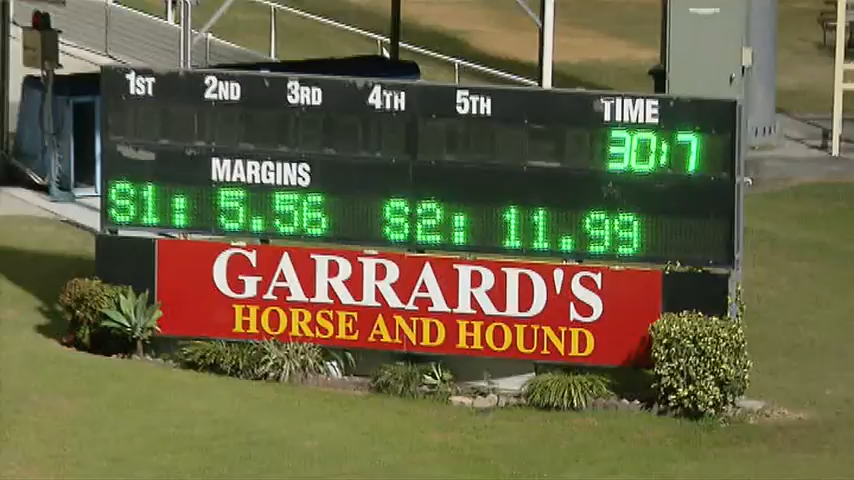 1ST 2ND 3RD 4TH 5TH TIME
30:7
MARGINS
S1: 5.56 S2: 11.99
GARRARD'S
HORSE AND HOUND